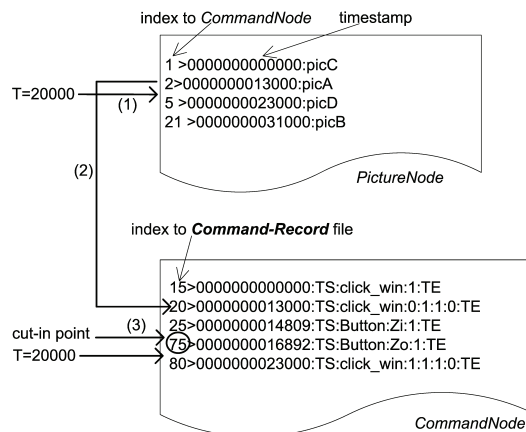 index to CommandNode timestamp
1 >0000000000000:picC
2>0000000013000:picA
T=20000 (1)
5 >0000000023000:picD
21 >0000000031000:picB
(2)
PictureNode
index to Command-Record file
15>0000000000000:TS:click_win:1:TE
20>0000000013000:TS:click_win:0:1:1:0:TE
25>0000000014809:TS:Button:Zi:1:TE
cut-in point (3)
75>0000000016892:TS:Button:Zo:1:TE
T=20000
80>0000000023000:TS:click_win:1:1:1:0:TE
CommandNode